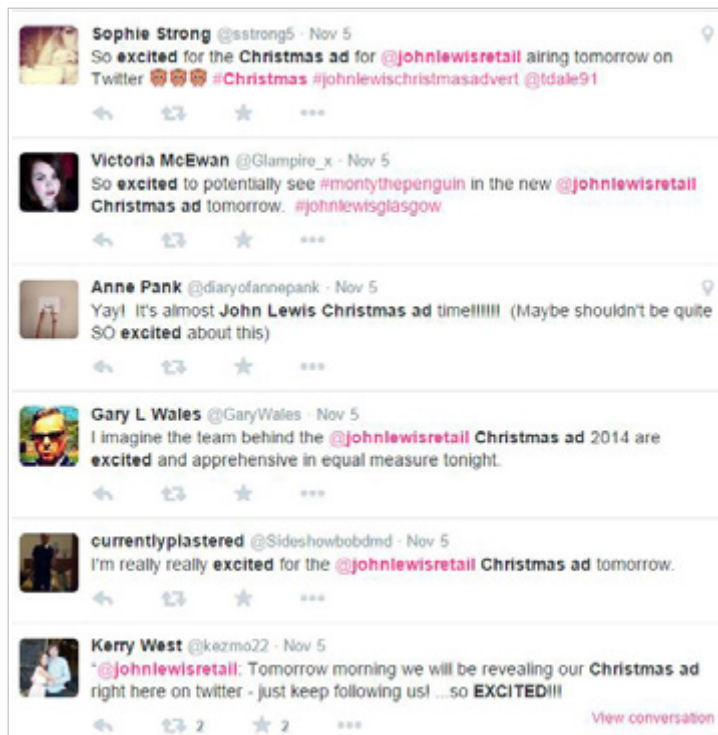 Sophie Strong @sstrong5 · Nov 5
So excited for the Christmas ad for @johnlewisretail airing tomorrow on
Twitter #Christmas #johnlewischristmasadvert @tdale91
Victoria McEwan @Glampire_x · Nov 5
So excited to potentially see #montythepenguin in the new @johnlewisretail
Christmas ad tomorrow. #johnlewisglasgow
Anne Pank @diaryofannepank · Nov 5
Yay! It's almost John Lewis Christmas ad time!!!!!!! (Maybe shouldn't be quite
SO excited about this)
Gary L Wales @GaryWales · Nov 5
I imagine the team behind the @johnlewisretail Christmas ad 2014 are
excited and apprehensive in equal measure tonight.
currentlyplastered @Sideshowbobdmd · Nov 5
I'm really really excited for the @johnlewisretail Christmas ad tomorrow.
Kerry West @kezmo22 · Nov 5
"@johnlewisretail: Tomorrow morning we will be revealing our Christmas ad
right here on twitter - just keep following us! ...so EXCITED!!!
2 2 View conversation